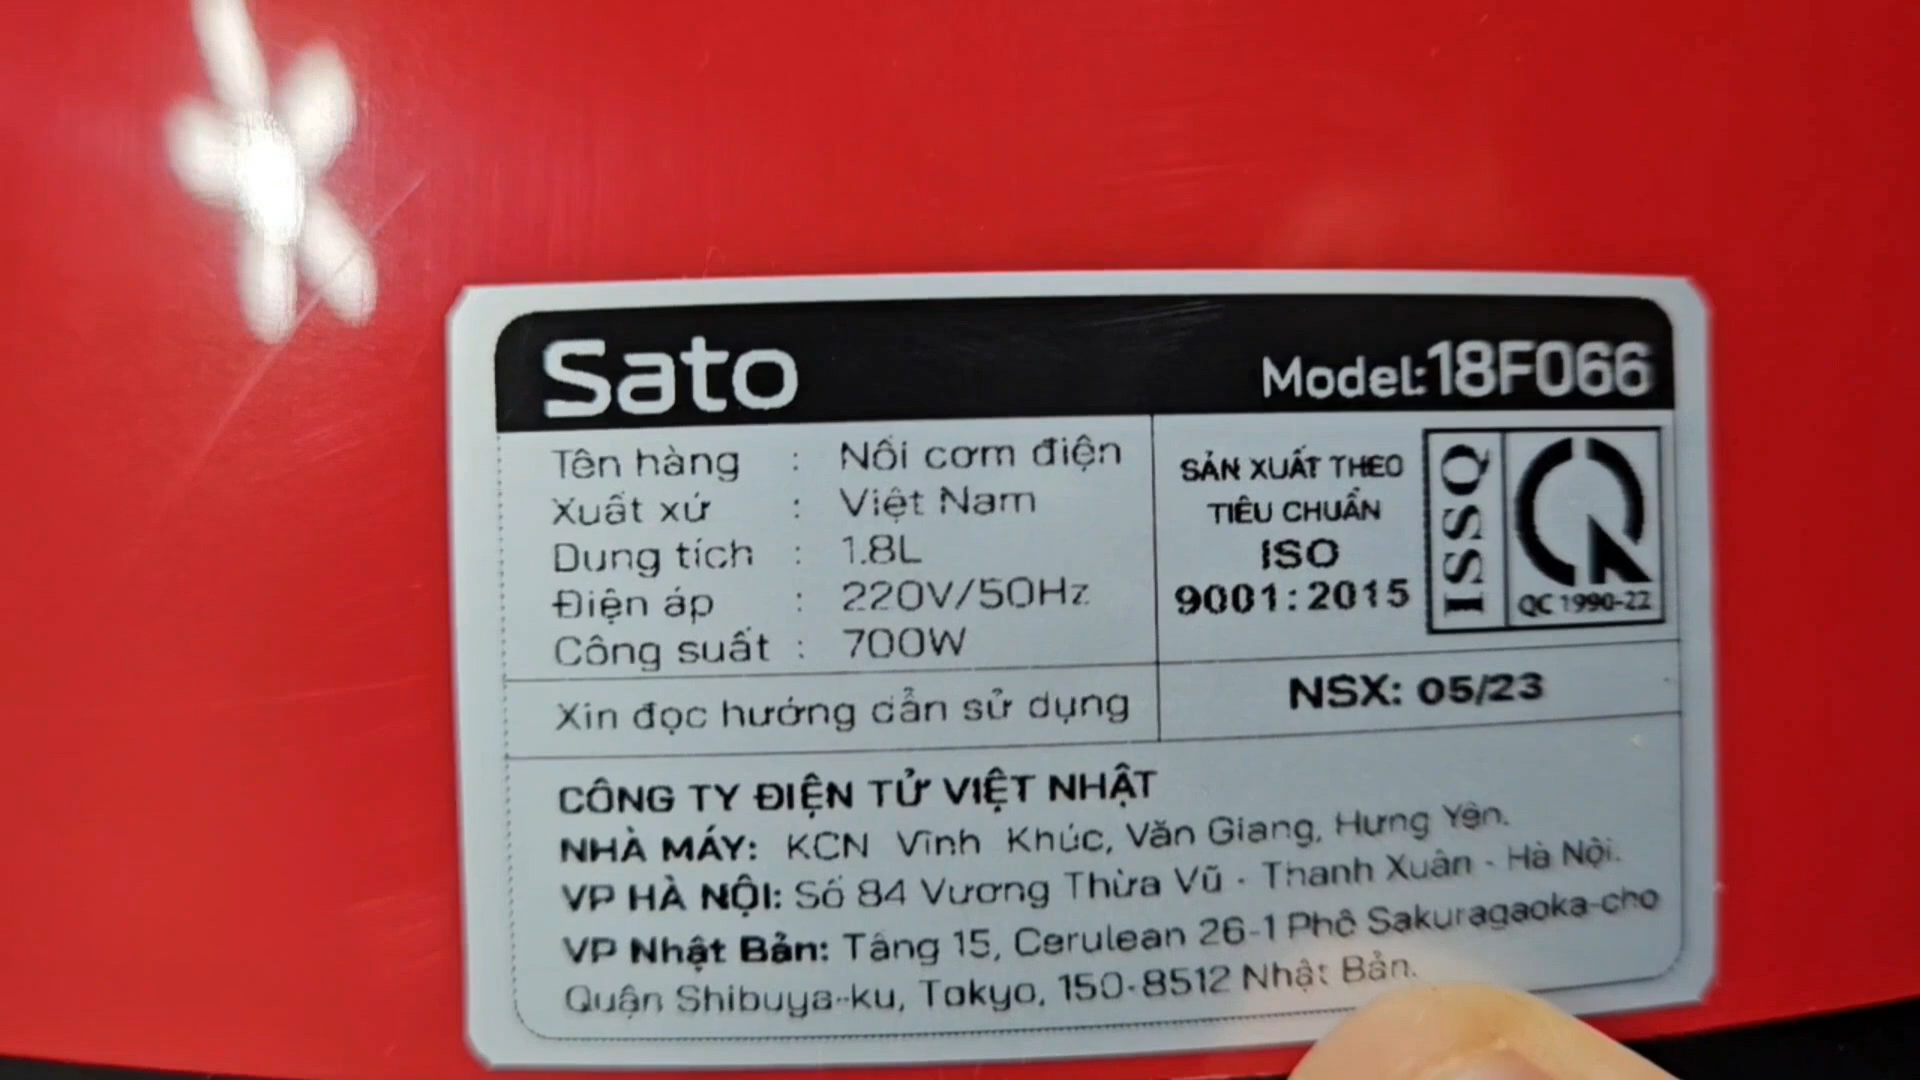 Sato
Model:18F066
Tên hàng : Nồi cơm điện
Xuất xứ : Việt Nam
Dung tích : 1.8L
Điện áp : 220V/50Hz
Công suất : 700W
Xin đọc hướng dẫn sử dụng
SẢN XUẤT THEO
TIÊU CHUẨN
ISO
9001:2015
ISSQ
QC 1990-22
NSX: 05/23
CÔNG TY ĐIỆN TỬ VIỆT NHẬT
NHÀ MÁY: KCN Vĩnh Khúc, Văn Giang, Hưng Yên.
VP HÀ NỘI: Số 84 Vương Thừa Vũ - Thanh Xuân - Hà Nội.
VP Nhật Bản: Tầng 15, Cerulean 26-1 Phố Sakuragaoka-cho
Quận Shibuya-ku, Tokyo, 150-8512 Nhật Bản.